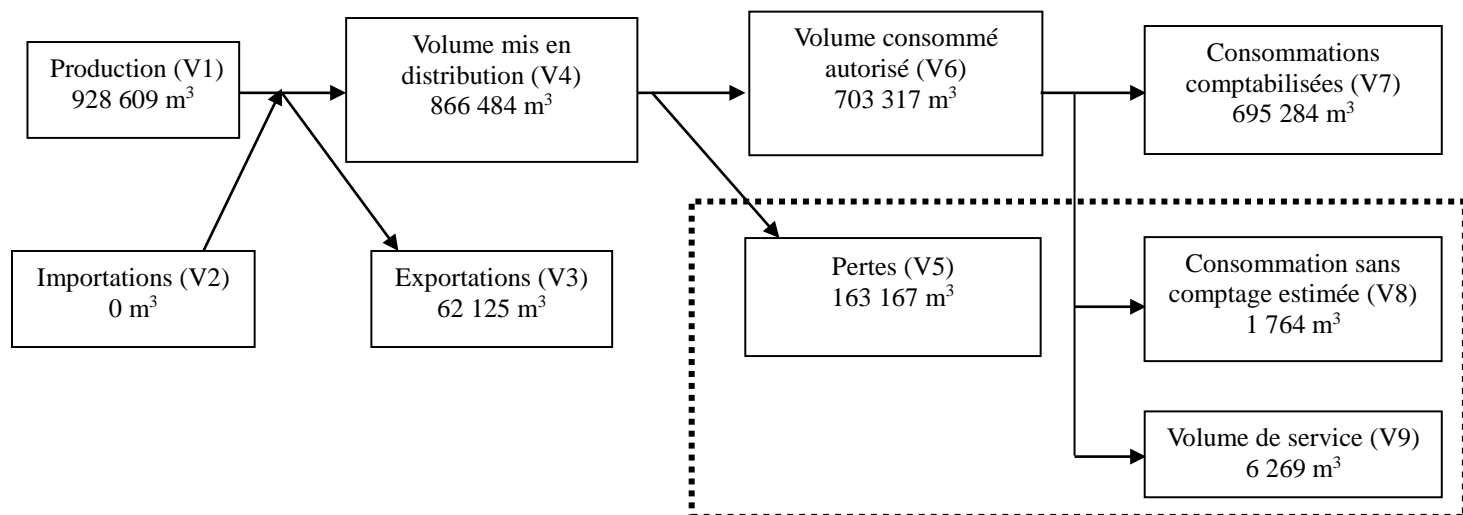 Production (V1)
928 609 m³
Volume mis en
distribution (V4)
866 484 m³
Volume consommé
autorisé (V6)
703 317 m³
Consommations
comptabilisées (V7)
695 284 m³
Importations (V2)
0 m³
Exportations (V3)
62 125 m³
Pertes (V5)
163 167 m³
Consommation sans
comptage estimée (V8)
1 764 m³
Volume de service (V9)
6 269 m³